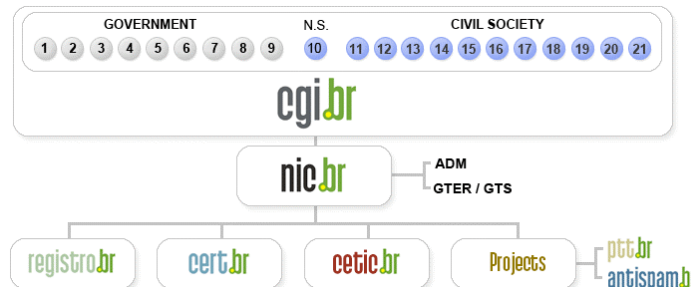 GOVERNMENT N.S. CIVIL SOCIETY
1 2 3 4 5 6 7 8 9 10 11 12 13 14 15 16 17 18 19 20 21
cgi.br
nic.br
ADM
GTER / GTS
registro.br cert.br cetic.br Projects
ptt.br
antispam.b